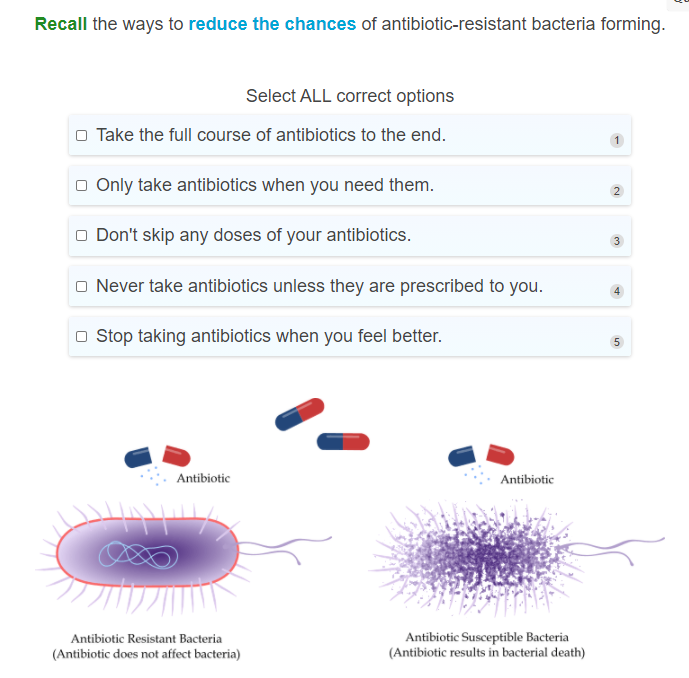 Recall the ways to reduce the chances of antibiotic-resistant bacteria forming.
Select ALL correct options
Take the full course of antibiotics to the end.
1
Only take antibiotics when you need them.
2
Don't skip any doses of your antibiotics.
3
Never take antibiotics unless they are prescribed to you.
4
Stop taking antibiotics when you feel better.
5
Antibiotic
Antibiotic
Antibiotic Resistant Bacteria
(Antibiotic does not affect bacteria)
Antibiotic Susceptible Bacteria
(Antibiotic results in bacterial death)